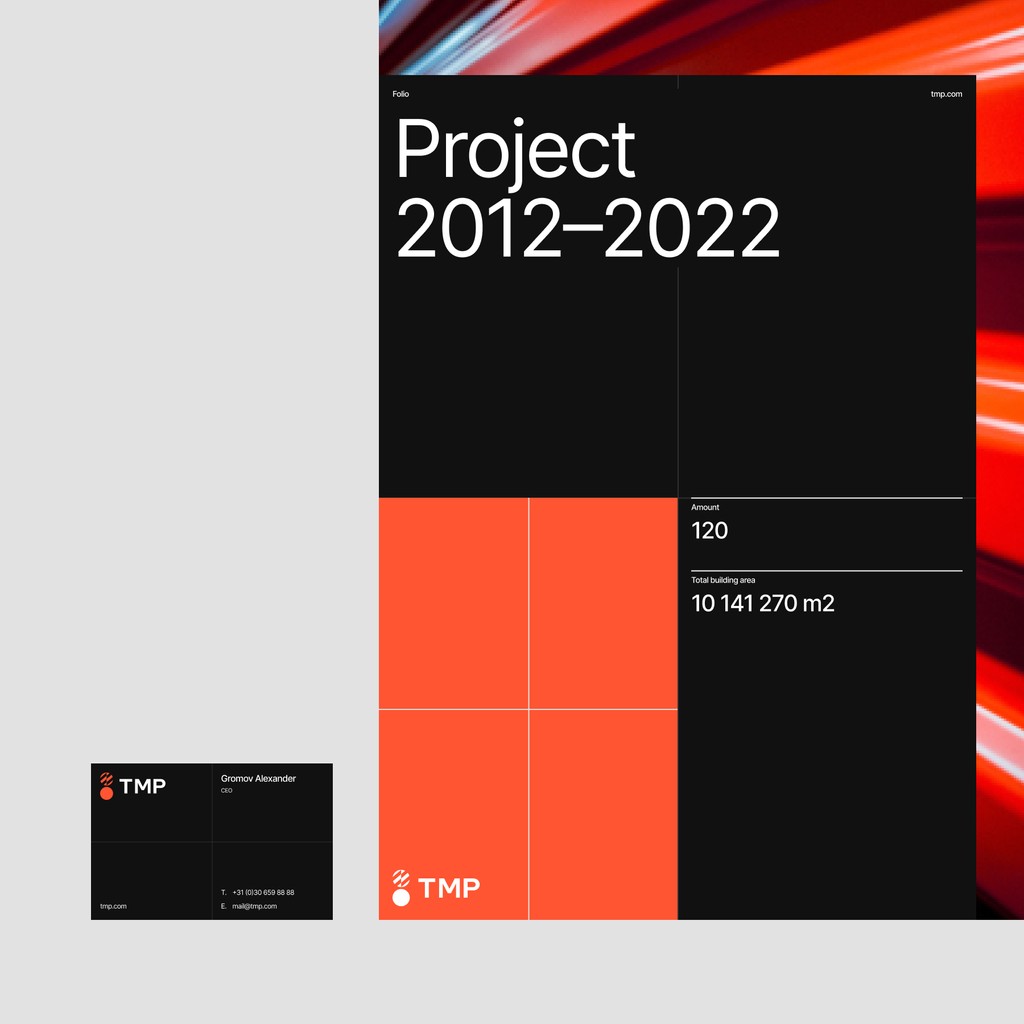 Folio
tmp.com
Project
2012–2022
Amount
120
Total building area
10 141 270 m2
TMP
TMP
Gromov Alexander
CEO
T. +31 (0)30 659 88 88
E. mail@tmp.com
tmp.com